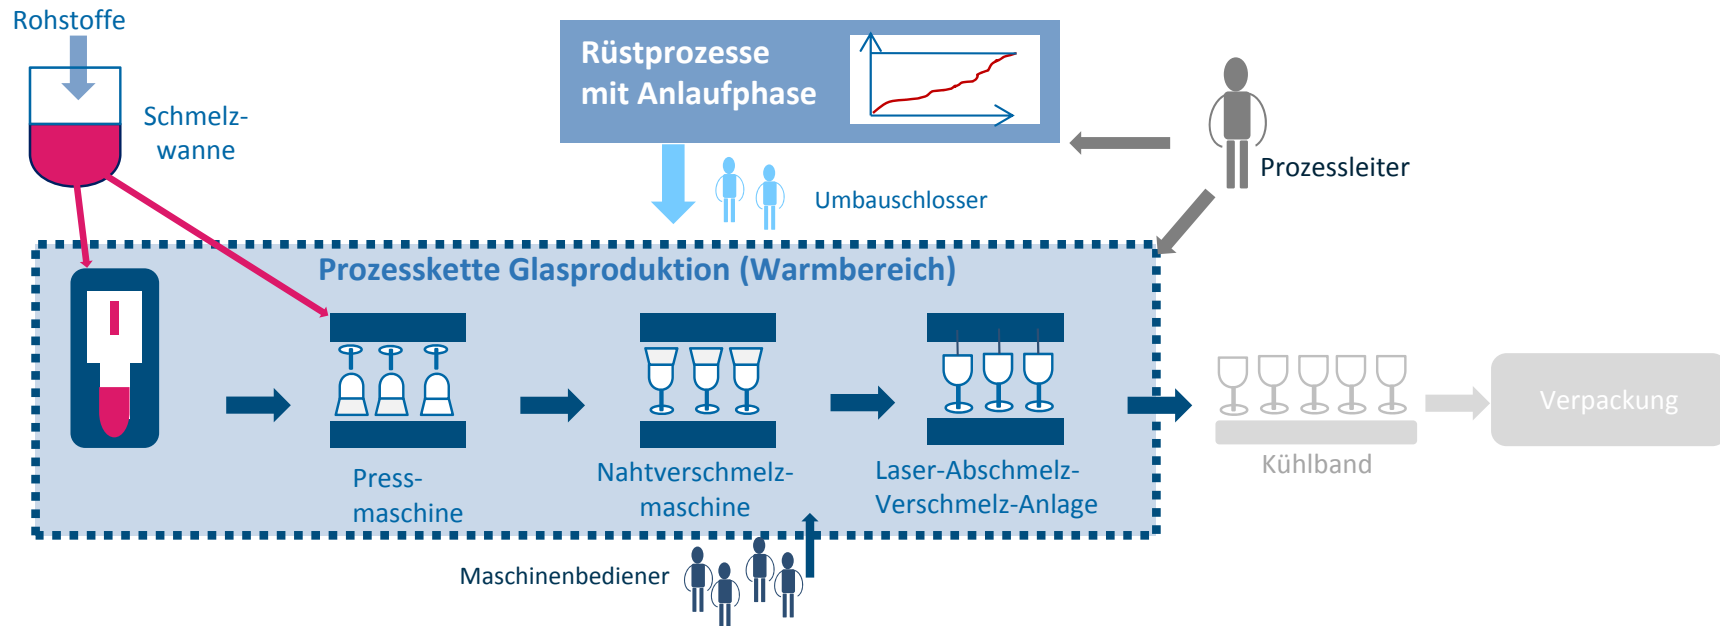 Rohstoffe
Schmelz-
wanne
Rüstprozesse
mit Anlaufphase
Umbauschlosser
Prozessleiter
Prozesskette Glasproduktion (Warmbereich)
Press-
maschine
Nahtverschmelz-
maschine
Laser-Abschmelz-
Verschmelz-Anlage
Kühlband
Verpackung
Maschinenbediener